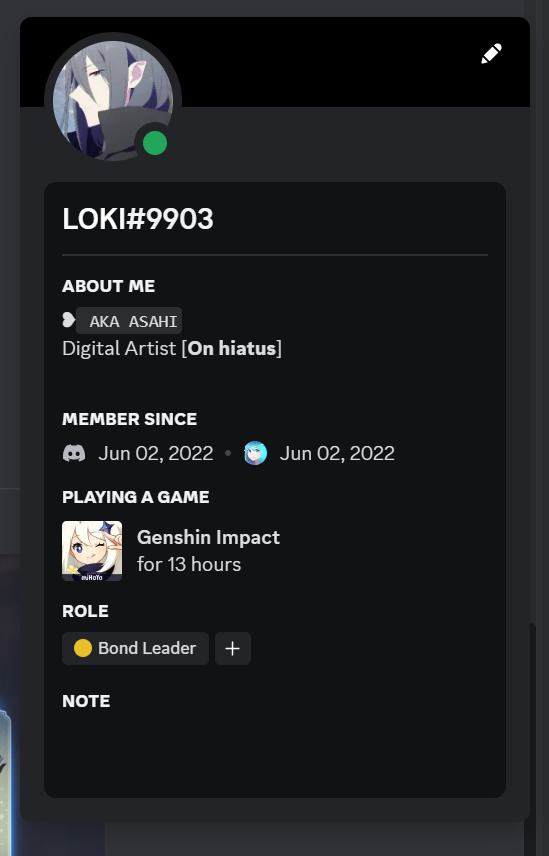 LOKI#9903
ABOUT ME
❥ AKA ASAHI
Digital Artist [On hiatus]
MEMBER SINCE
Jun 02, 2022 • Jun 02, 2022
PLAYING A GAME
Genshin Impact
for 13 hours
miHoYo
ROLE
Bond Leader +
NOTE